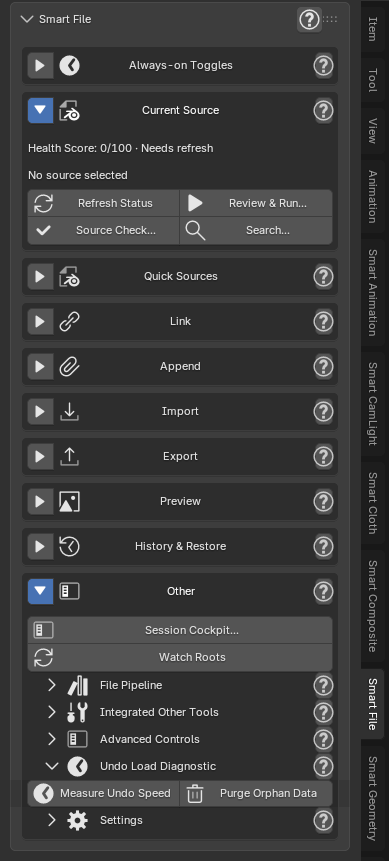 Smart File
Always-on Toggles
Current Source
Health Score: 0/100 · Needs refresh
No source selected
Refresh Status
Review & Run...
Source Check...
Search...
Quick Sources
Link
Append
Import
Export
Preview
History & Restore
Other
Session Cockpit...
Watch Roots
File Pipeline
Integrated Other Tools
Advanced Controls
Undo Load Diagnostic
Measure Undo Speed
Purge Orphan Data
Settings
Item
Tool
View
Animation
Smart Animation
Smart CamLight
Smart Cloth
Smart Composite
Smart File
Smart Geometry